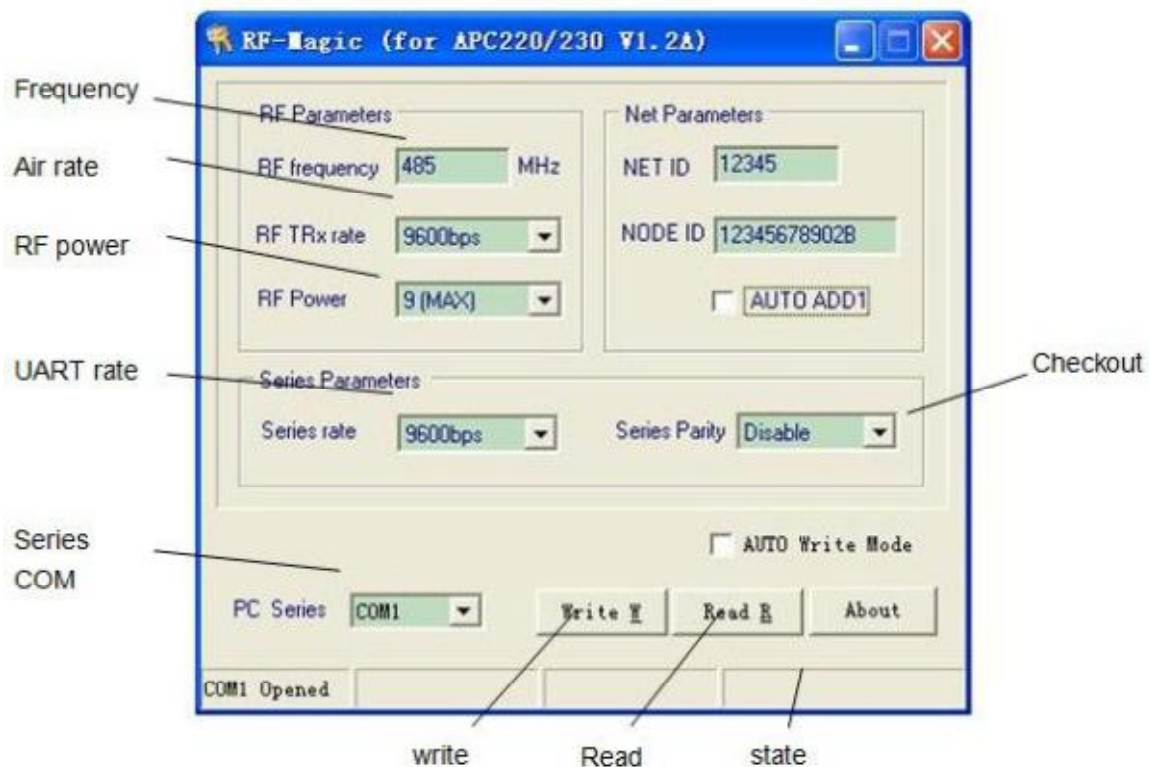 RF-Magic (for APC220/230 V1.2A)
Frequency
RF Parameters
Net Parameters
Air rate
RF frequency 485 MHz
NET ID 12345
RF power
RF TRx rate 9600bps
NODE ID 12345678902B
RF Power 9 (MAX)
AUTO ADD1
UART rate
Series Parameters
Checkout
Series rate 9600bps
Series Parity Disable
Series
COM
AUTO Write Mode
PC Series COM1
Write W
Read R
About
COM1 Opened
write
Read
state